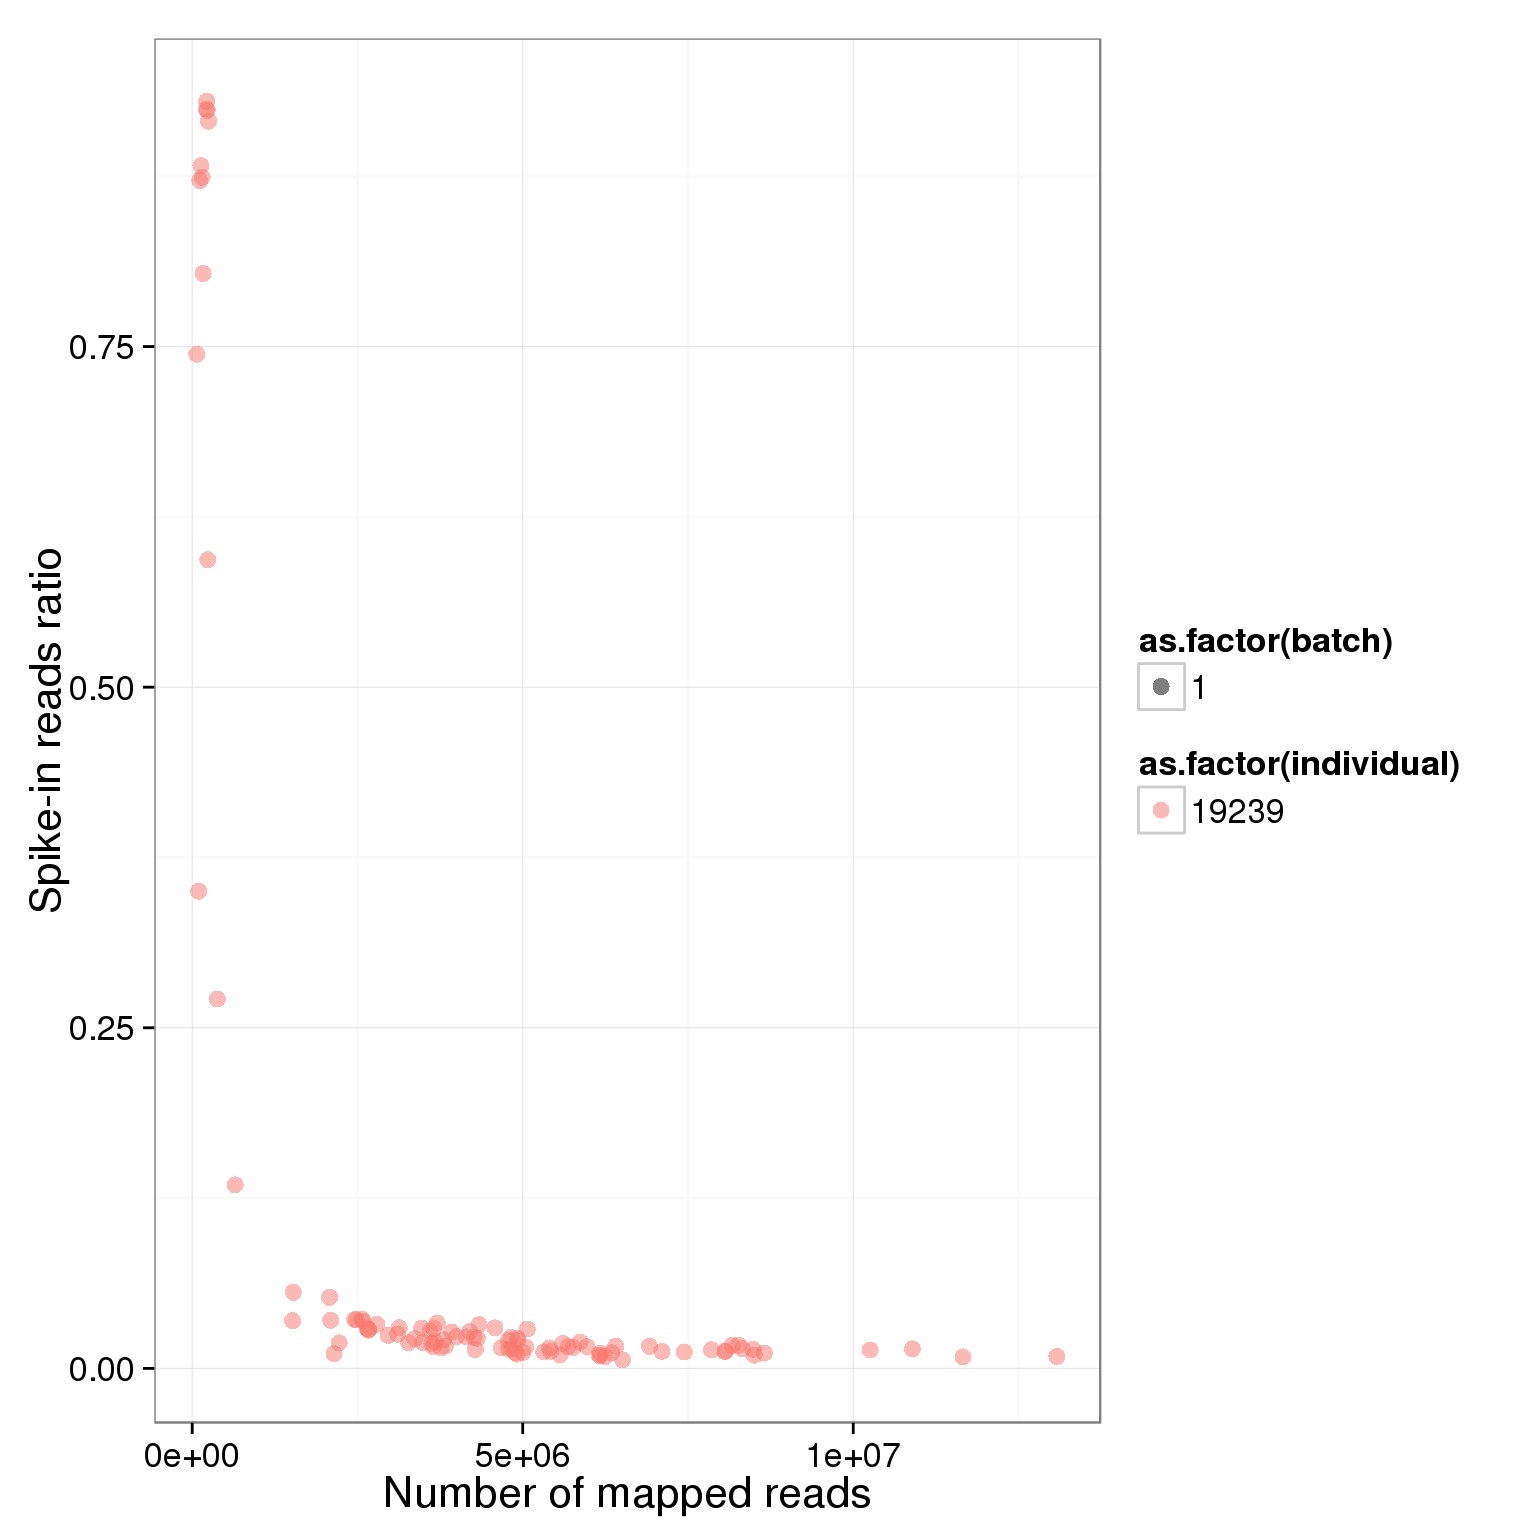 Spike-in reads ratio
0.75
0.50
0.25
0.00
0e+00 5e+06 1e+07
Number of mapped reads
as.factor(batch)
1
as.factor(individual)
19239